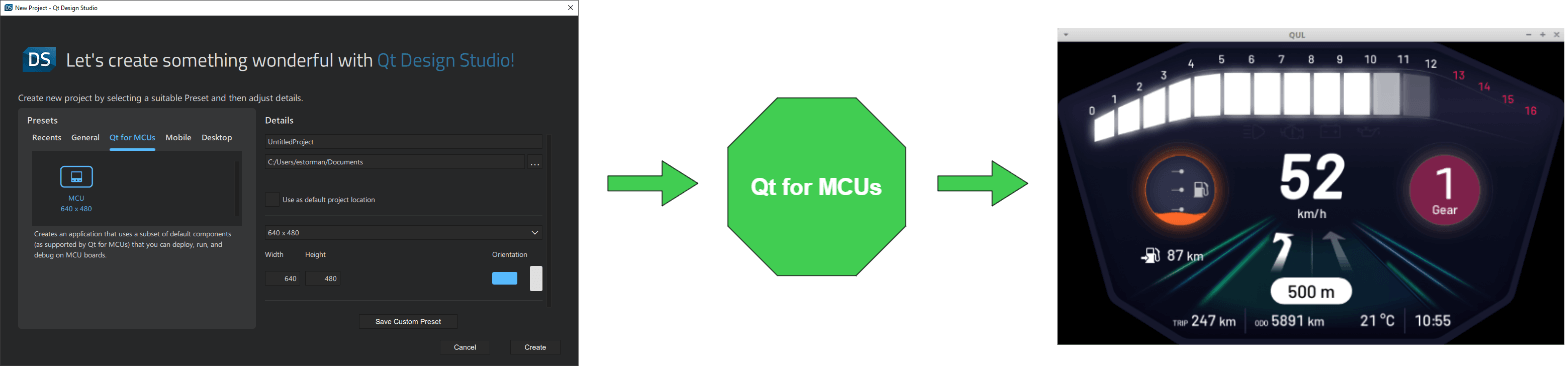 DS New Project - Qt Design Studio
DS Let's create something wonderful with Qt Design Studio!
Create new project by selecting a suitable Preset and then adjust details.
Presets
Recents General Qt for MCUs Mobile Desktop
MCU
640 x 480
Creates an application that uses a subset of default components
(as supported by Qt for MCUs) that you can deploy, run, and
debug on MCU boards.
Details
UntitledProject
C:/Users/estorman/Documents ...
Use as default project location
640 x 480
Width Height Orientation
640 480
Save Custom Preset
Cancel Create
Qt for MCUs
QUL
0 1 2 3 4 5 6 7 8 9 10 11 12 13 14 15 16
52
km/h
1
Gear
87 km
500 m
TRIP 247 km ODO 5891 km 21 °C 10:55